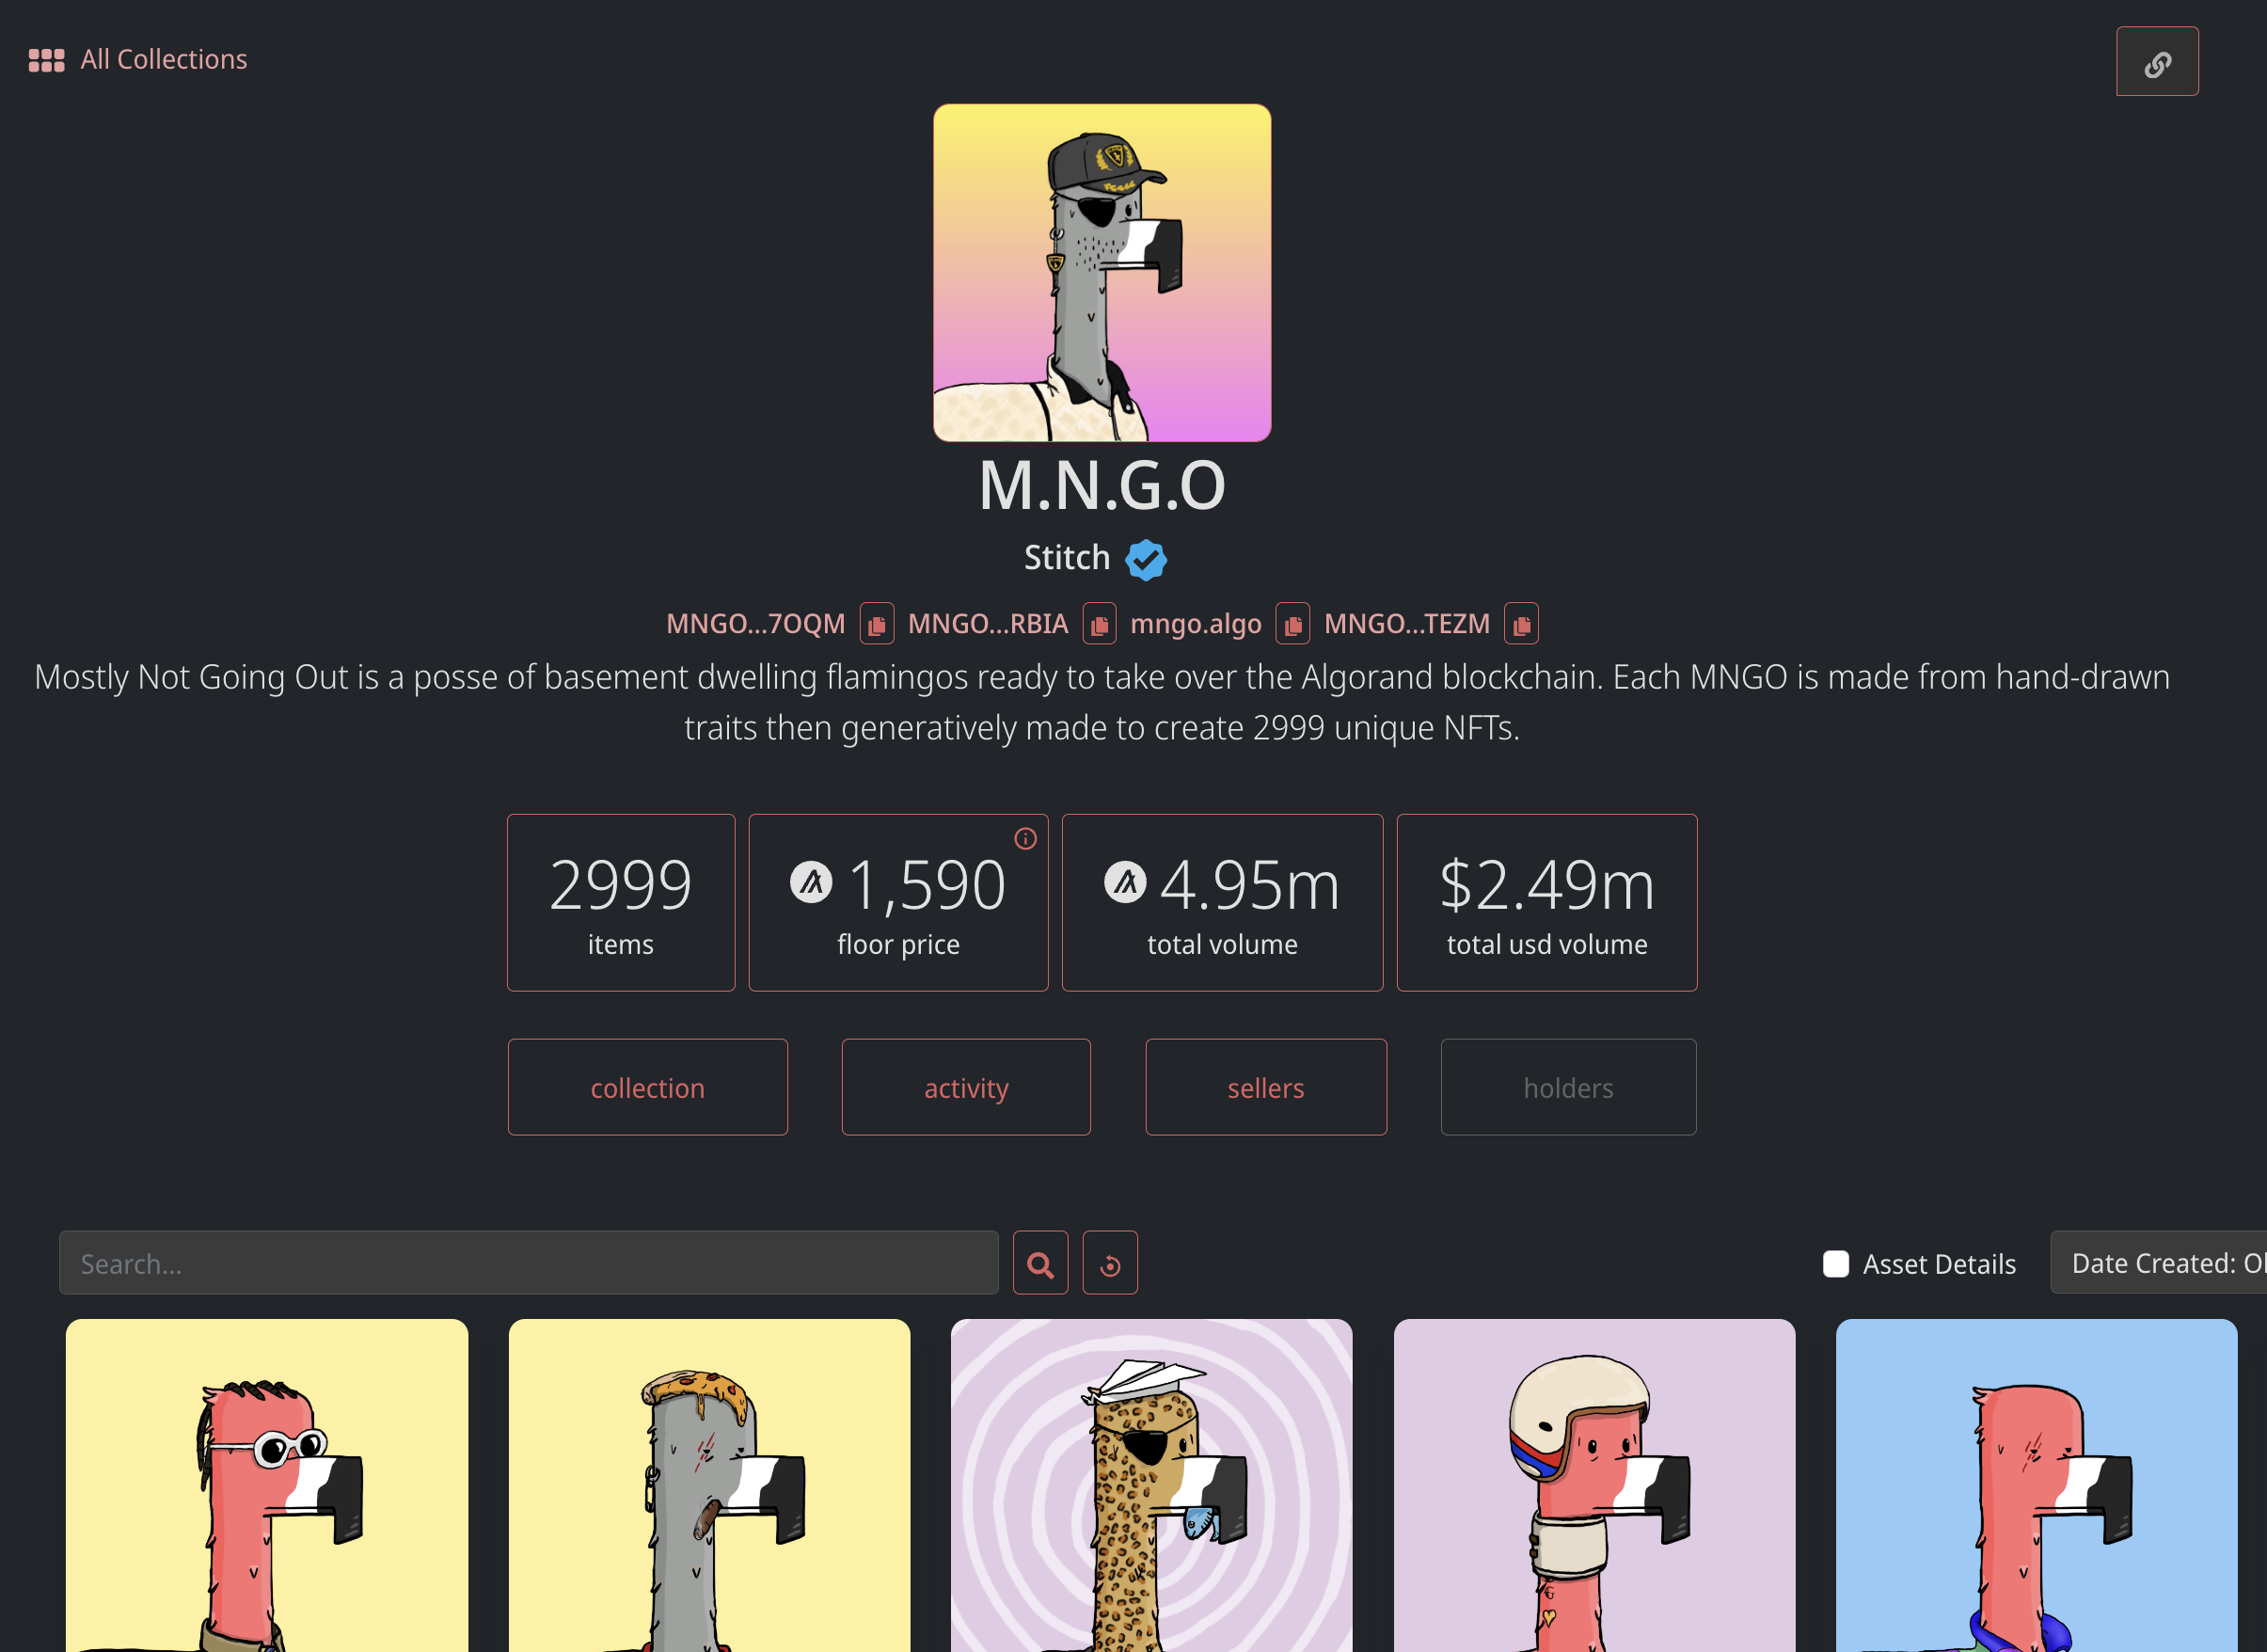 All Collections
M.N.G.O
Stitch
MNGO...7OQM MNGO...RBIA mngo.algo MNGO...TEZM
Mostly Not Going Out is a posse of basement dwelling flamingos ready to take over the Algorand blockchain. Each MNGO is made from hand-drawn
traits then generatively made to create 2999 unique NFTs.
2999 1,590 4.95m $2.49m
items floor price total volume total usd volume
collection activity sellers holders
Search... Asset Details Date Created: